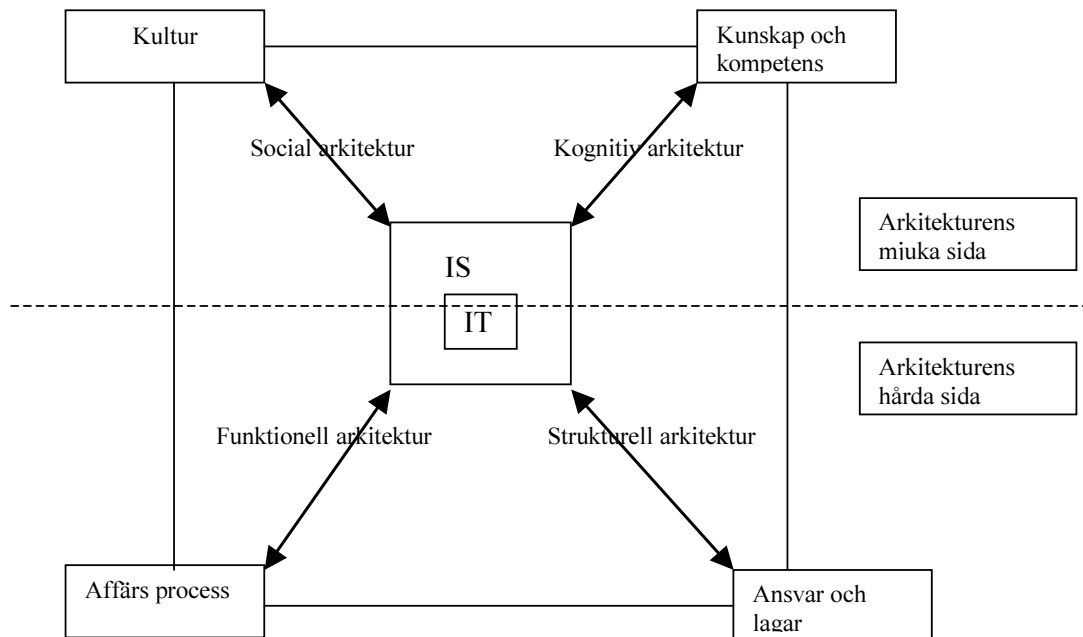 Kultur
Kunskap och
kompetens
Social arkitektur
Kognitiv arkitektur
Arkitekturens
mjuka sida
IS
IT
Arkitekturens
hårda sida
Funktionell arkitektur
Strukturell arkitektur
Affärs process
Ansvar och
lagar